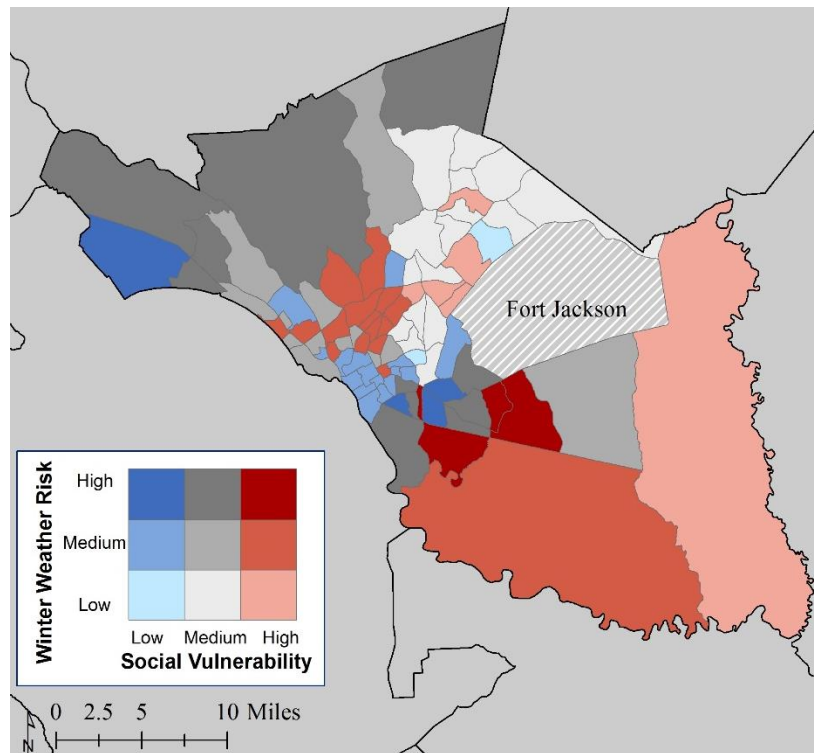 Fort Jackson
Winter Weather Risk
High
Medium
Low
Low Medium High
Social Vulnerability
0 2.5 5 10 Miles
N